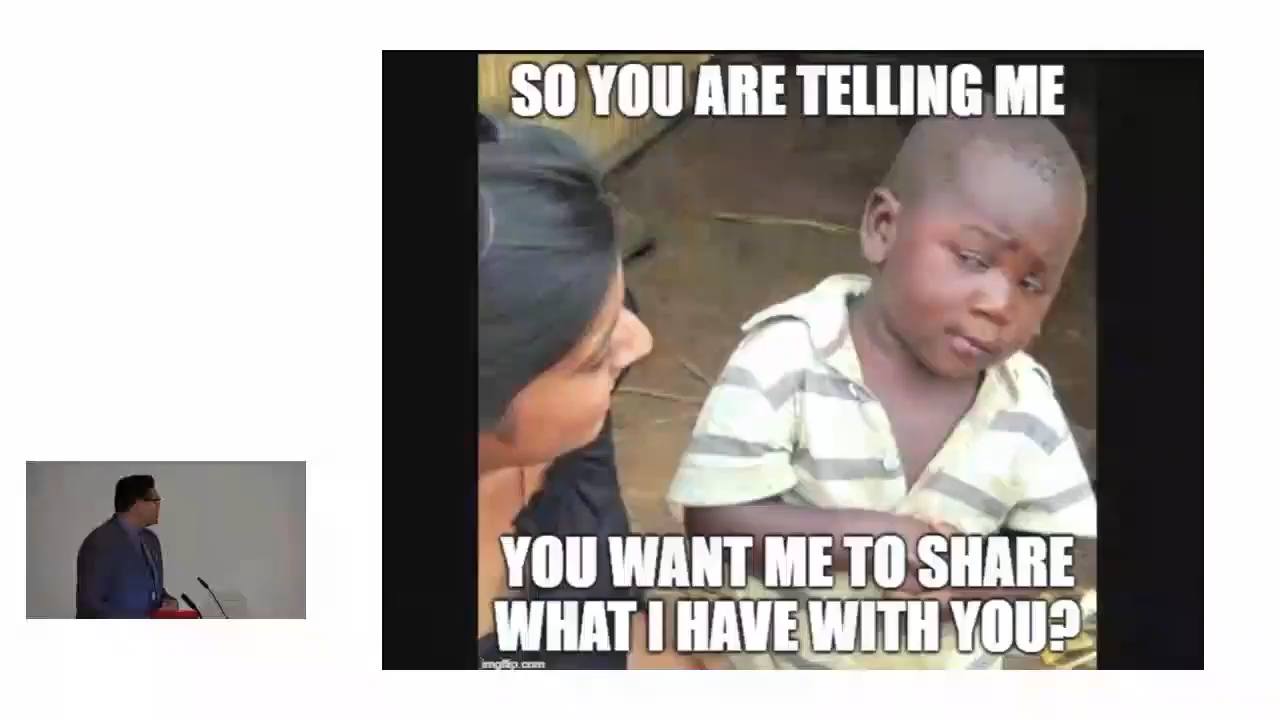 SO YOU ARE TELLING ME
YOU WANT ME TO SHARE
WHAT I HAVE WITH YOU?
imgflip.com